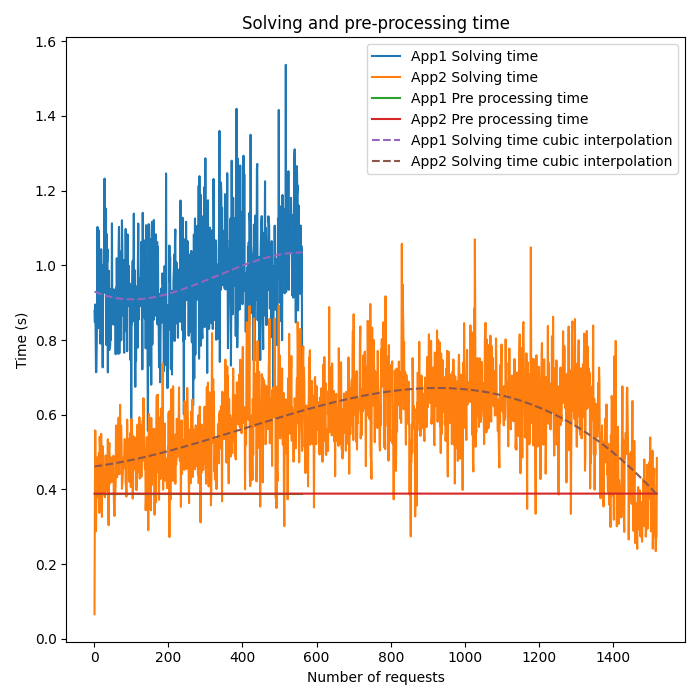 Solving and pre-processing time
App1 Solving time
App2 Solving time
App1 Pre processing time
App2 Pre processing time
App1 Solving time cubic interpolation
App2 Solving time cubic interpolation
Time (s)
1.6
1.4
1.2
1.0
0.8
0.6
0.4
0.2
0.0
0 200 400 600 800 1000 1200 1400
Number of requests